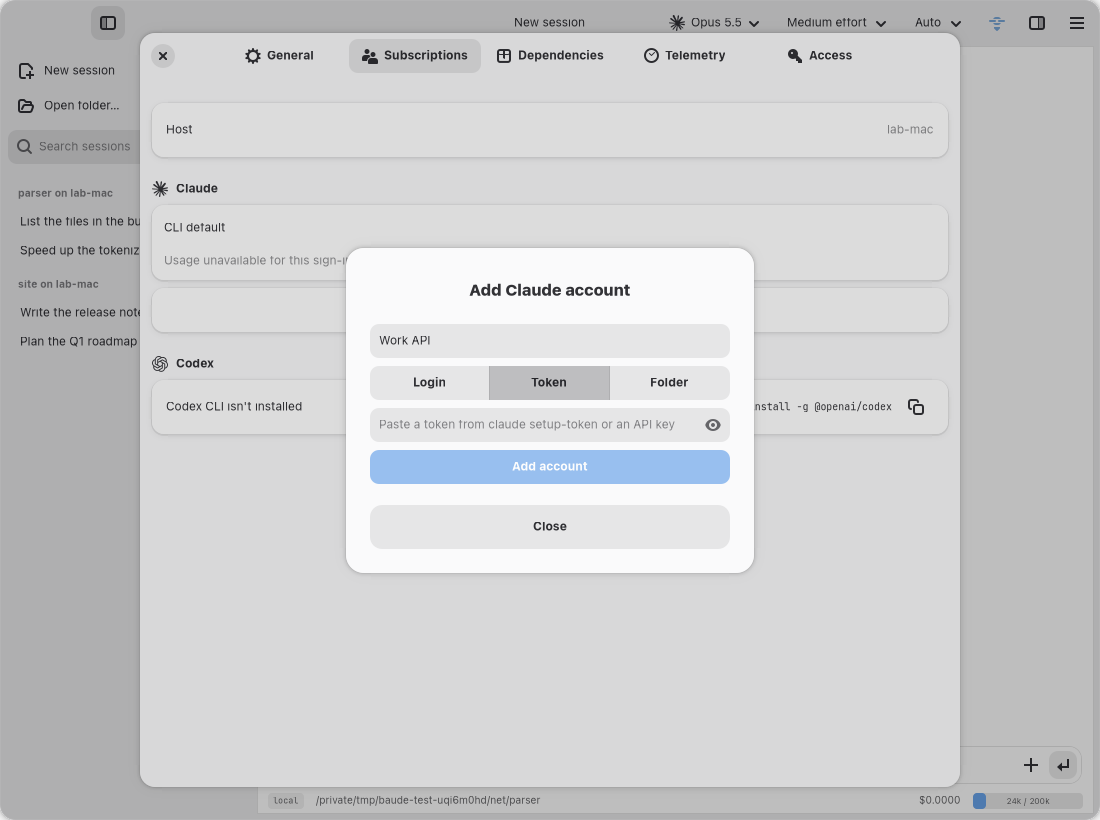 New session
Opus 5.5
Medium effort
Auto
General
Subscriptions
Dependencies
Telemetry
Access
New session
Open folder...
Search sessions
parser on lab-mac
List the files in the bu
Speed up the tokeniz
site on lab-mac
Write the release note
Plan the Q1 roadmap
Host
lab-mac
Claude
CLI default
Usage unavailable for this sign-i
Codex
Codex CLI isn't installed
nstall -g @openai/codex
Add Claude account
Work API
Login
Token
Folder
Paste a token from claude setup-token or an API key
Add account
Close
local
/private/tmp/baude-test-uqi6m0hd/net/parser
$0.0000
24k / 200k